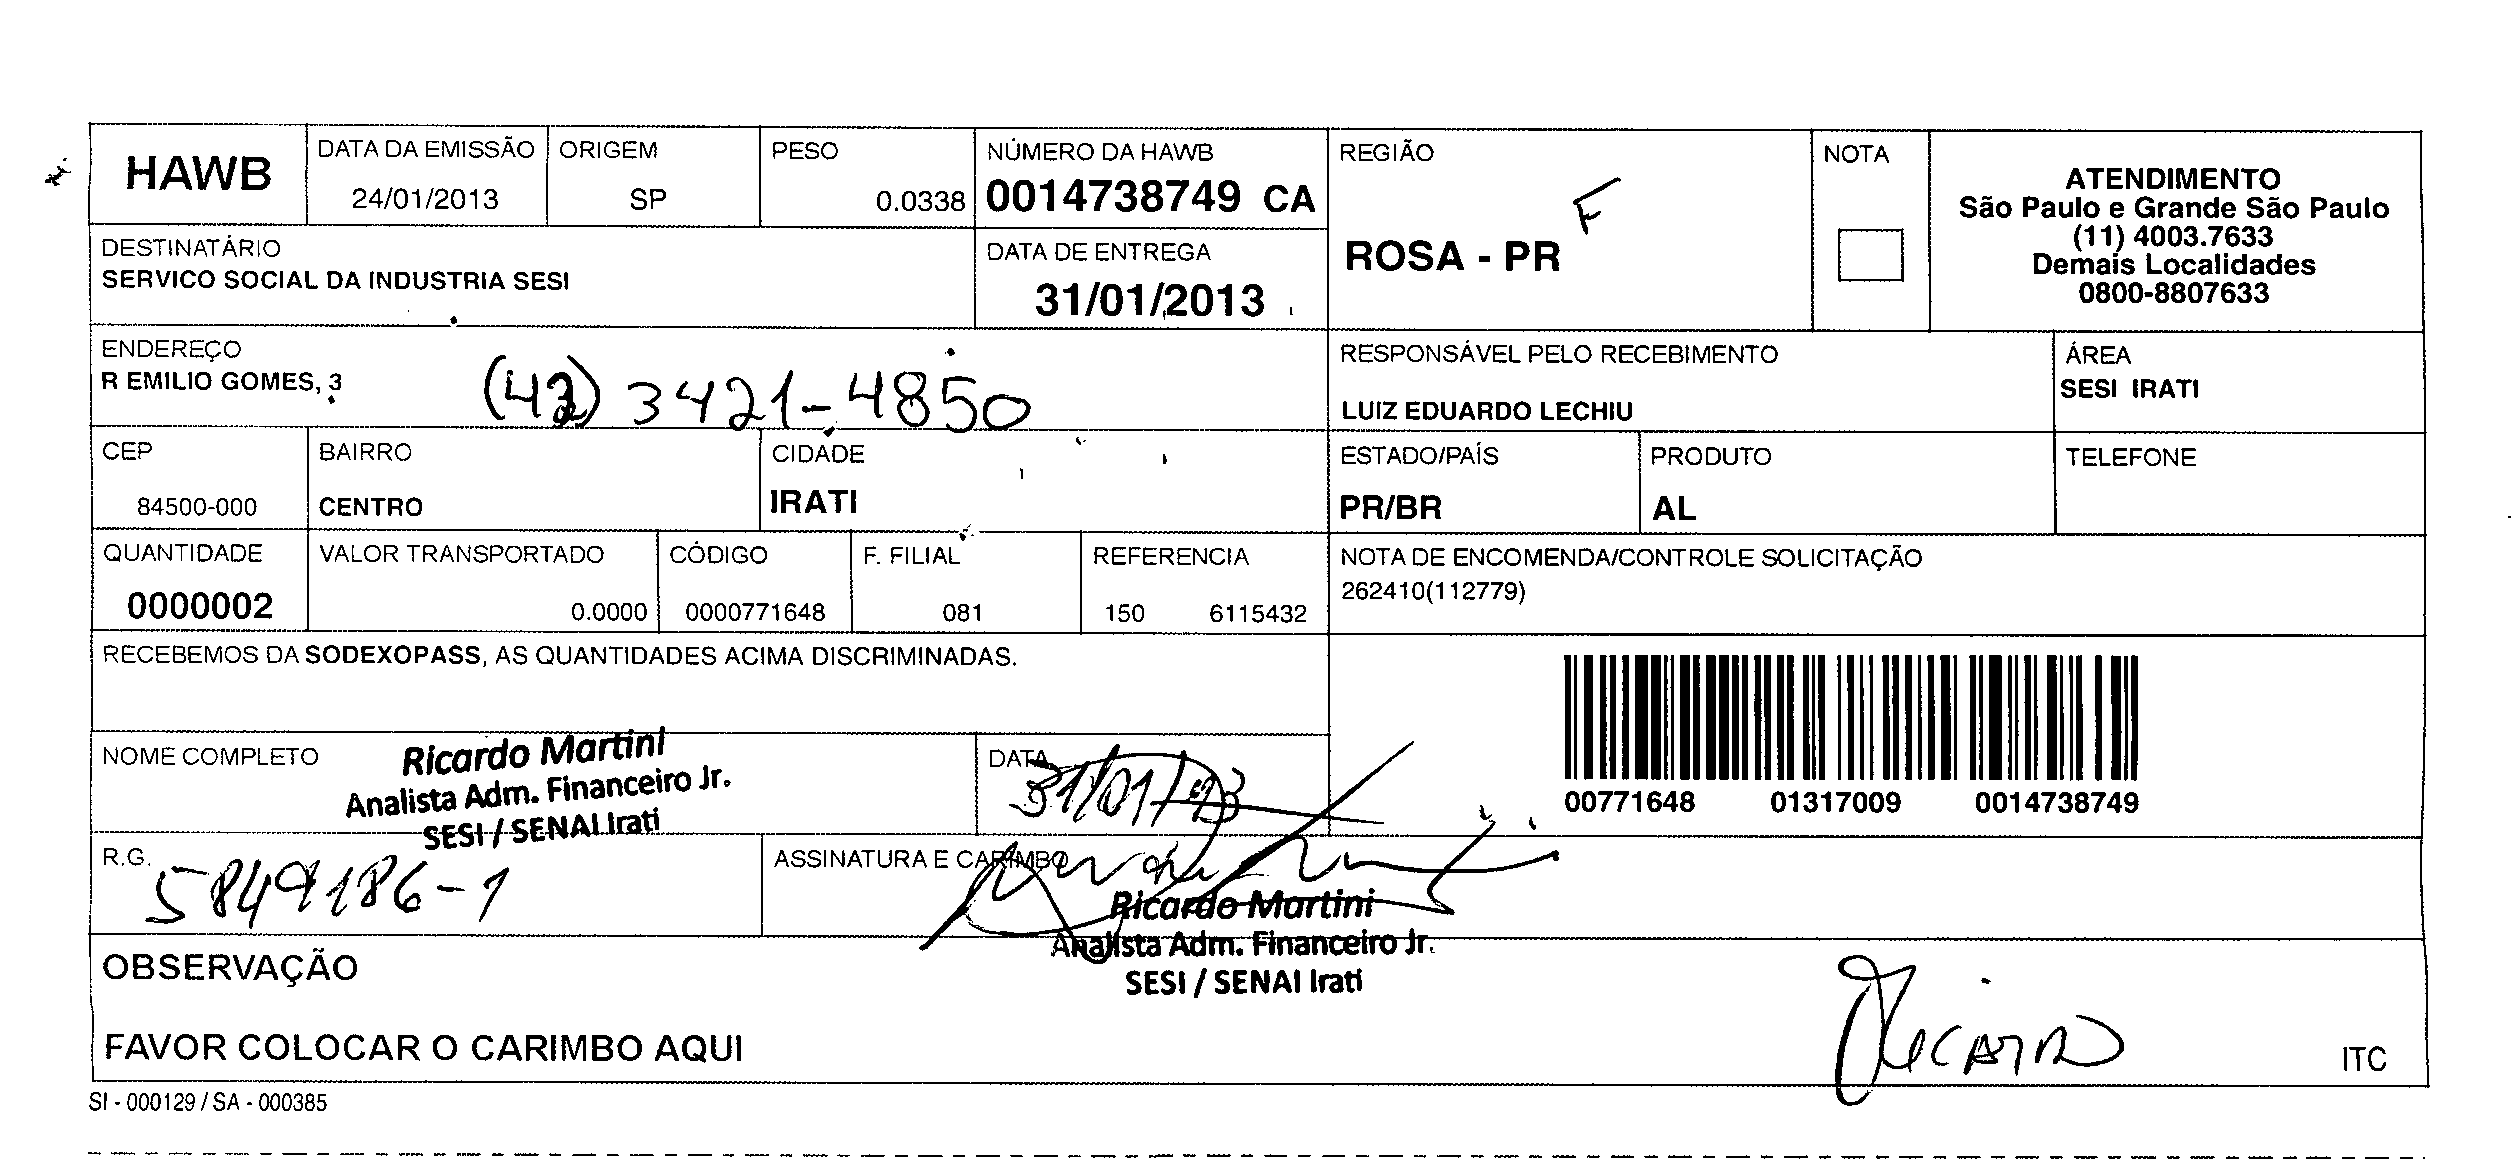 HAWB
DATA DA EMISSÃO
24/01/2013
ORIGEM
SP
PESO
0.0338
NÚMERO DA HAWB
0014738749 CA
REGIÃO
F
ROSA - PR
NOTA
ATENDIMENTO
São Paulo e Grande São Paulo
(11) 4003.7633
Demais Localidades
0800-8807633
DESTINATÁRIO
SERVICO SOCIAL DA INDUSTRIA SESI
DATA DE ENTREGA
31/01/2013
ENDEREÇO
R EMILIO GOMES, 3
(42) 3421-4850
RESPONSÁVEL PELO RECEBIMENTO
LUIZ EDUARDO LECHIU
ÁREA
SESI IRATI
CEP
84500-000
BAIRRO
CENTRO
CIDADE
IRATI
ESTADO/PAÍS
PR/BR
PRODUTO
AL
TELEFONE
QUANTIDADE
0000002
VALOR TRANSPORTADO
0.0000
CÓDIGO
0000771648
F. FILIAL
081
REFERENCIA
150 6115432
NOTA DE ENCOMENDA/CONTROLE SOLICITAÇÃO
262410(112779)
RECEBEMOS DA SODEXOPASS, AS QUANTIDADES ACIMA DISCRIMINADAS.
00771648 01317009 0014738749
NOME COMPLETO
Ricardo Martini
Analista Adm. Financeiro Jr.
SESI / SENAI Irati
DATA
31/01/13
R.G.
5849186-1
ASSINATURA E CARIMBO
Ricardo Martini
Analista Adm. Financeiro Jr.
SESI / SENAI Irati
OBSERVAÇÃO
FAVOR COLOCAR O CARIMBO AQUI
ITC
SI - 000129 / SA - 000385